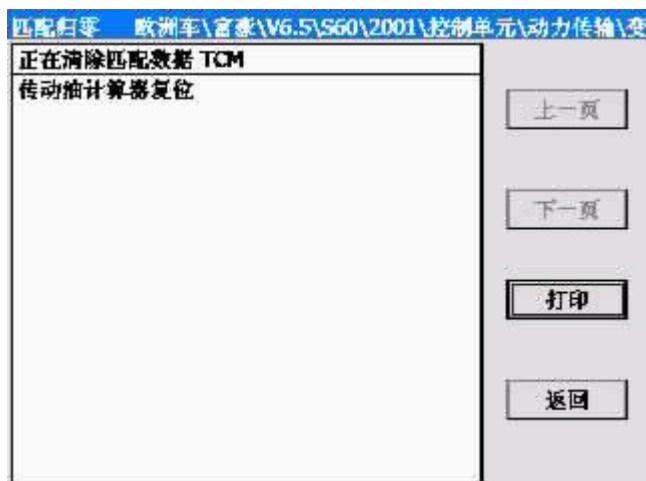 匹配归零 欧洲车\富豪\V6.5\S60\2001\控制单元\动力传输\变
正在清除匹配数据 TCM
传动油计算器复位
上一页
下一页
打印
返回